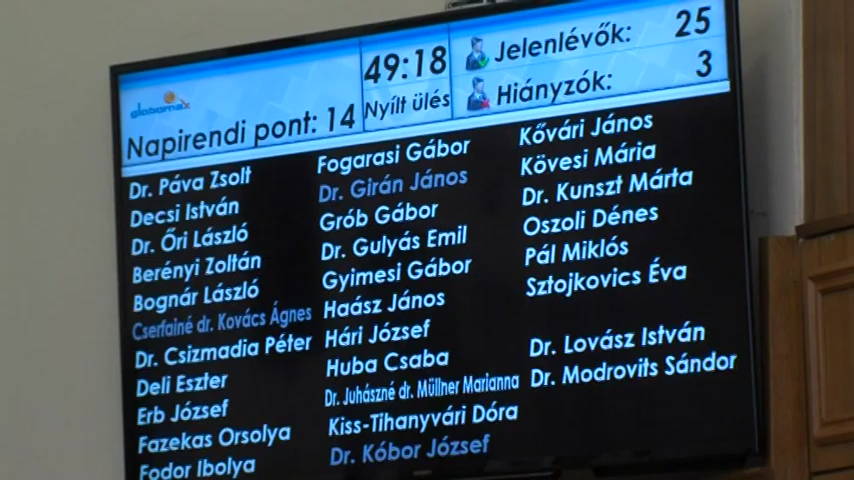 globomax
Napirendi pont: 14
49:18
Nyílt ülés
Jelenlévők: 25
Hiányzók: 3
Dr. Páva Zsolt
Decsi István
Dr. Őri László
Berényi Zoltán
Bognár László
Cserfainé dr. Kovács Ágnes
Dr. Csizmadia Péter
Deli Eszter
Erb József
Fazekas Orsolya
Fodor Ibolya
Fogarasi Gábor
Dr. Girán János
Grób Gábor
Dr. Gulyás Emil
Gyimesi Gábor
Haász János
Hári József
Huba Csaba
Dr. Juhászné dr. Müllner Marianna
Kiss-Tihanyvári Dóra
Dr. Kóbor József
Kővári János
Kövesi Mária
Dr. Kunszt Márta
Oszoli Dénes
Pál Miklós
Sztojkovics Éva
Dr. Lovász István
Dr. Modrovits Sándor